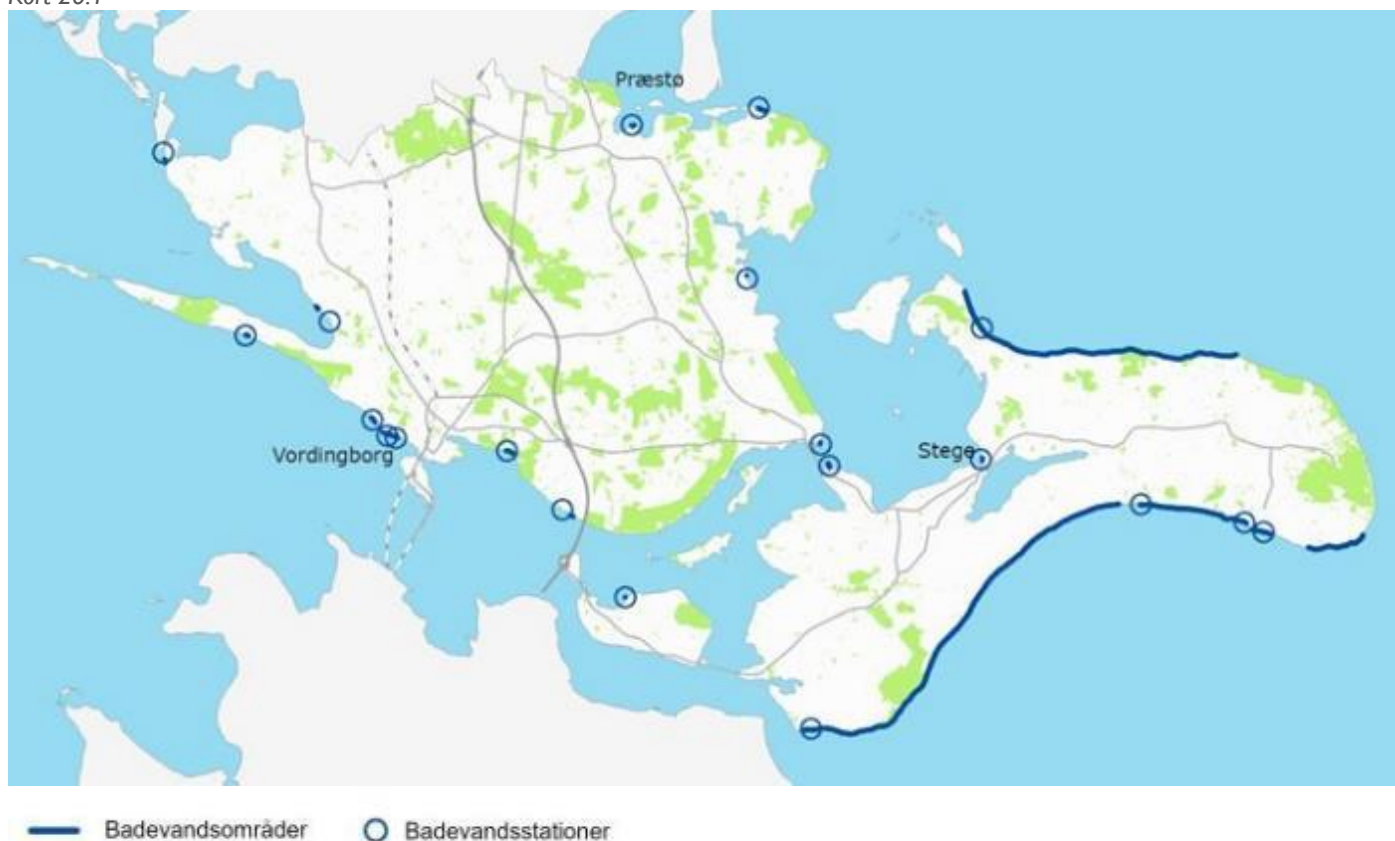 Præstø
Vordingborg
Stege
Badevandsområder
Badevandsstationer